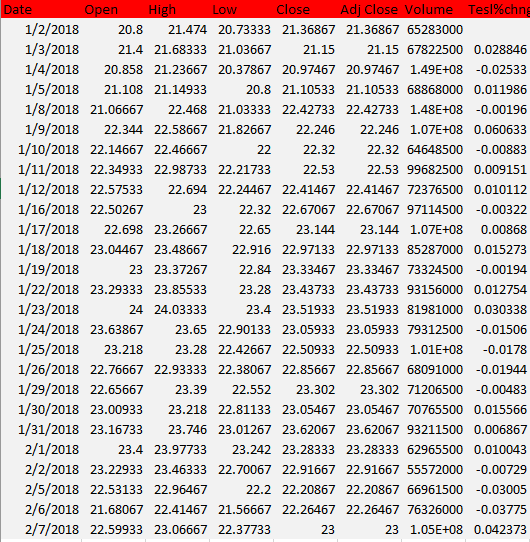 Date Open High Low Close Adj Close Volume Tesl%chng
1/2/2018 20.8 21.474 20.73333 21.36867 21.36867 65283000
1/3/2018 21.4 21.68333 21.03667 21.15 21.15 67822500 0.028846
1/4/2018 20.858 21.23667 20.37867 20.97467 20.97467 1.49E+08 -0.02533
1/5/2018 21.108 21.14933 20.8 21.10533 21.10533 68868000 0.011986
1/8/2018 21.06667 22.468 21.03333 22.42733 22.42733 1.48E+08 -0.00196
1/9/2018 22.344 22.58667 21.82667 22.246 22.246 1.07E+08 0.060633
1/10/2018 22.14667 22.46667 22 22.32 22.32 64648500 -0.00883
1/11/2018 22.34933 22.98733 22.21733 22.53 22.53 99682500 0.009151
1/12/2018 22.57533 22.694 22.24467 22.41467 22.41467 72376500 0.010112
1/16/2018 22.50267 23 22.32 22.67067 22.67067 97114500 -0.00322
1/17/2018 22.698 23.26667 22.65 23.144 23.144 1.07E+08 0.00868
1/18/2018 23.04467 23.48667 22.916 22.97133 22.97133 85287000 0.015273
1/19/2018 23 23.37267 22.84 23.33467 23.33467 73324500 -0.00194
1/22/2018 23.29333 23.85533 23.28 23.43733 23.43733 93156000 0.012754
1/23/2018 24 24.03333 23.4 23.51933 23.51933 81981000 0.030338
1/24/2018 23.63867 23.65 22.90133 23.05933 23.05933 79312500 -0.01506
1/25/2018 23.218 23.28 22.42667 22.50933 22.50933 1.01E+08 -0.0178
1/26/2018 22.76667 22.93333 22.38067 22.85667 22.85667 68091000 -0.01944
1/29/2018 22.65667 23.39 22.552 23.302 23.302 71206500 -0.00483
1/30/2018 23.00933 23.218 22.81133 23.05467 23.05467 70765500 0.015566
1/31/2018 23.16733 23.746 23.01267 23.62067 23.62067 93211500 0.006867
2/1/2018 23.4 23.97733 23.242 23.28333 23.28333 62965500 0.010043
2/2/2018 23.22933 23.46333 22.70067 22.91667 22.91667 55572000 -0.00729
2/5/2018 22.53133 22.96467 22.2 22.20867 22.20867 66961500 -0.03005
2/6/2018 21.68067 22.41467 21.56667 22.26467 22.26467 76326000 -0.03775
2/7/2018 22.59933 23.06667 22.37733 23 23 1.05E+08 0.042373